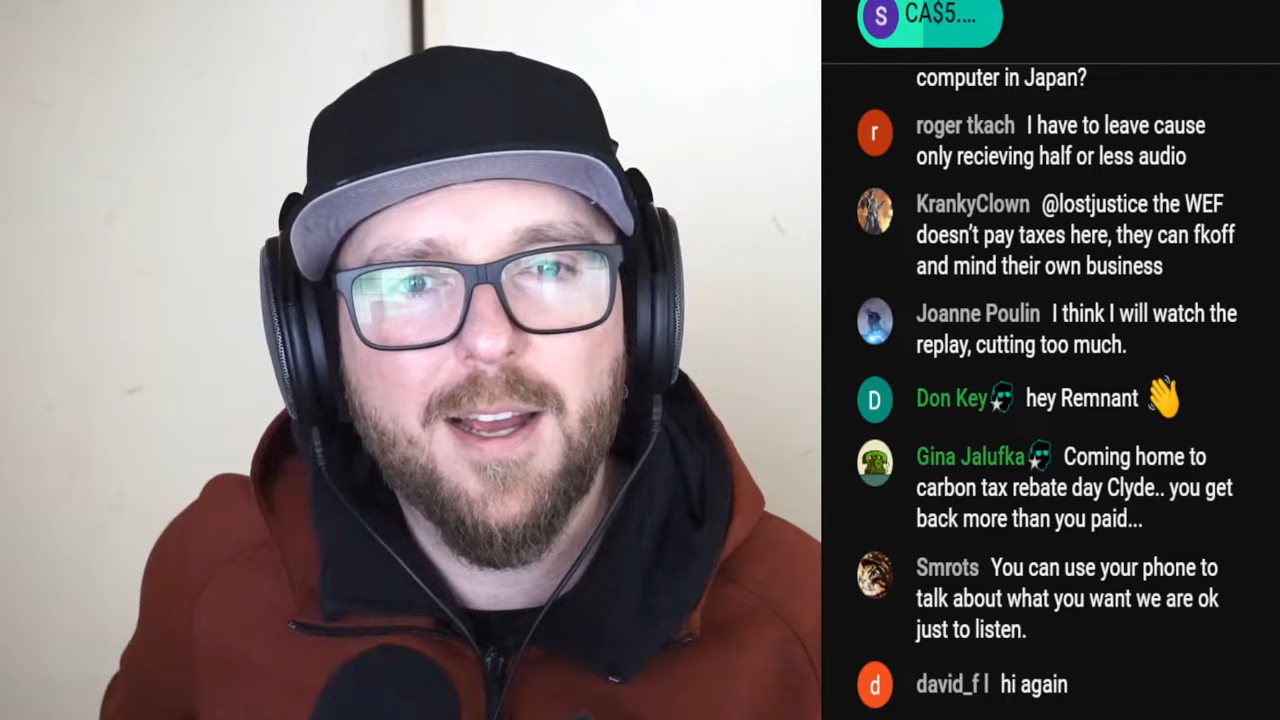 S CA$5....
computer in Japan?
r roger tkach I have to leave cause
only recieving half or less audio
KrankyClown @lostjustice the WEF
doesn't pay taxes here, they can fkoff
and mind their own business
Joanne Poulin I think I will watch the
replay, cutting too much.
D Don Key hey Remnant 👋
Gina Jalufka Coming home to
carbon tax rebate day Clyde.. you get
back more than you paid...
Smrots You can use your phone to
talk about what you want we are ok
just to listen.
d david_f l hi again